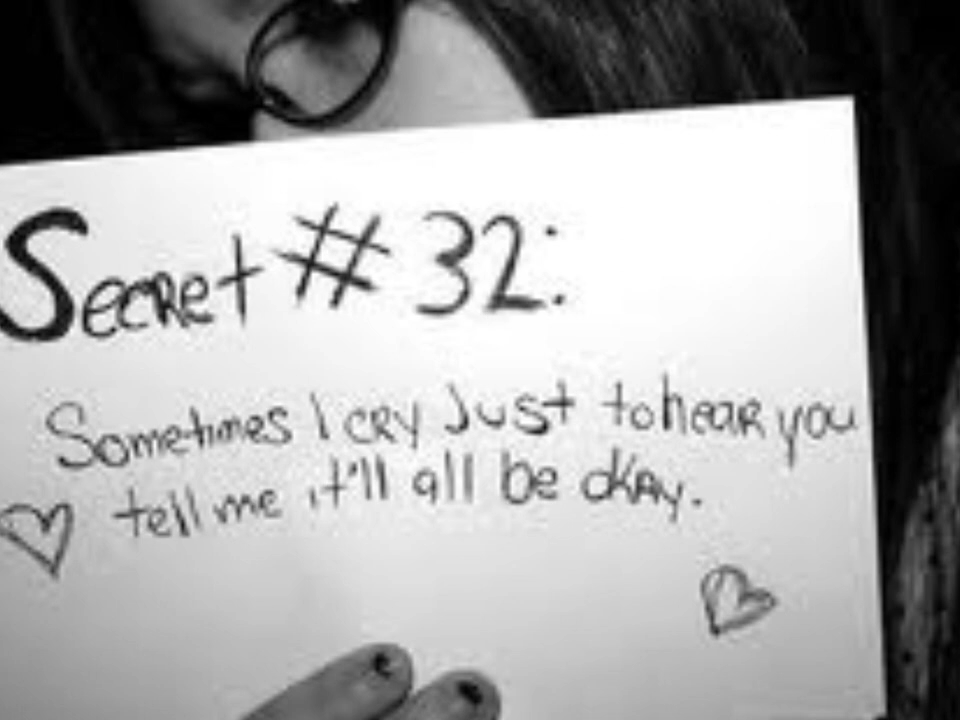 Secret #32:
Sometimes I cry Just to hear you
tell me it'll all be okay.